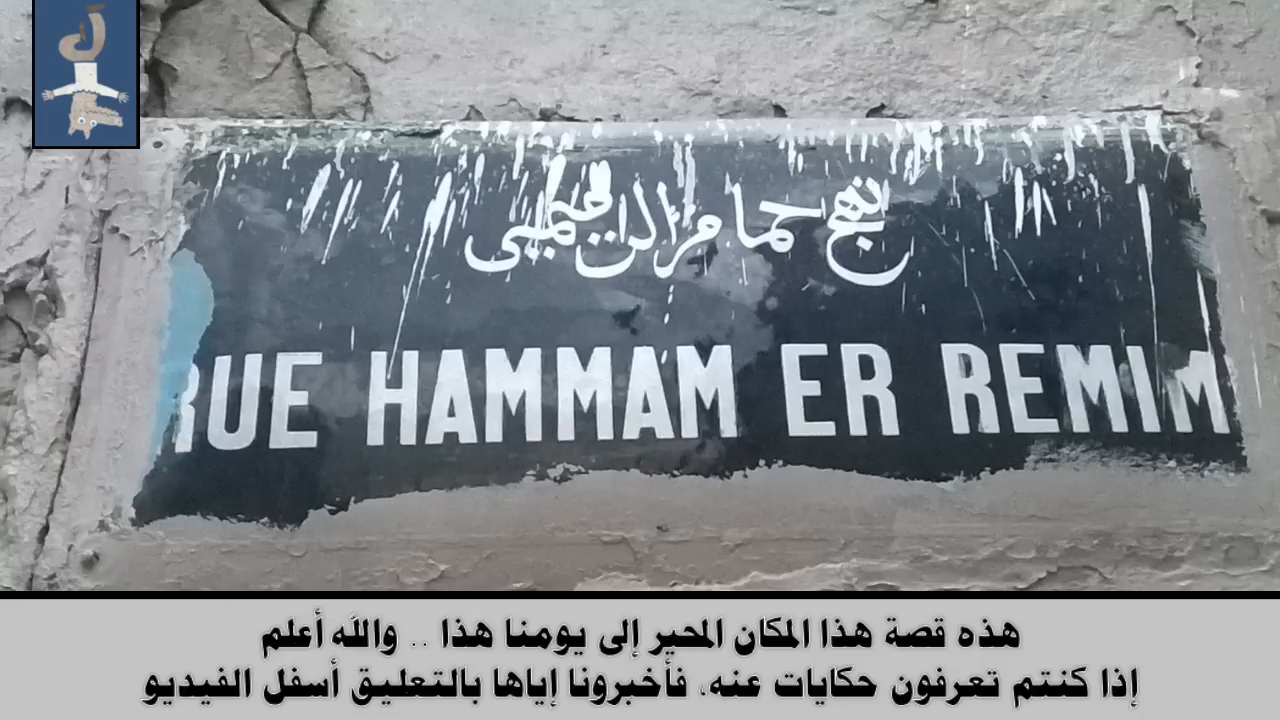 نهج حمام الرميمي
RUE HAMMAM ER REMIM
هذه قصة هذا المكان المحير إلى يومنا هذا .. والله أعلم
إذا كنتم تعرفون حكايات عنه، فأخبرونا إياها بالتعليق أسفل الفيديو